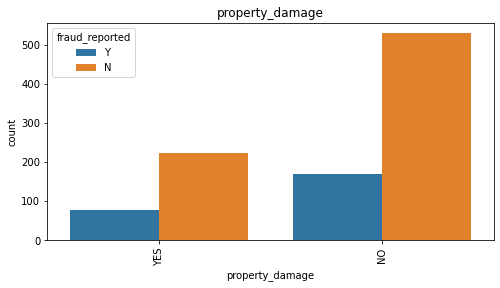 property_damage
fraud_reported
Y
N
count
500
400
300
200
100
0
YES
NO
property_damage